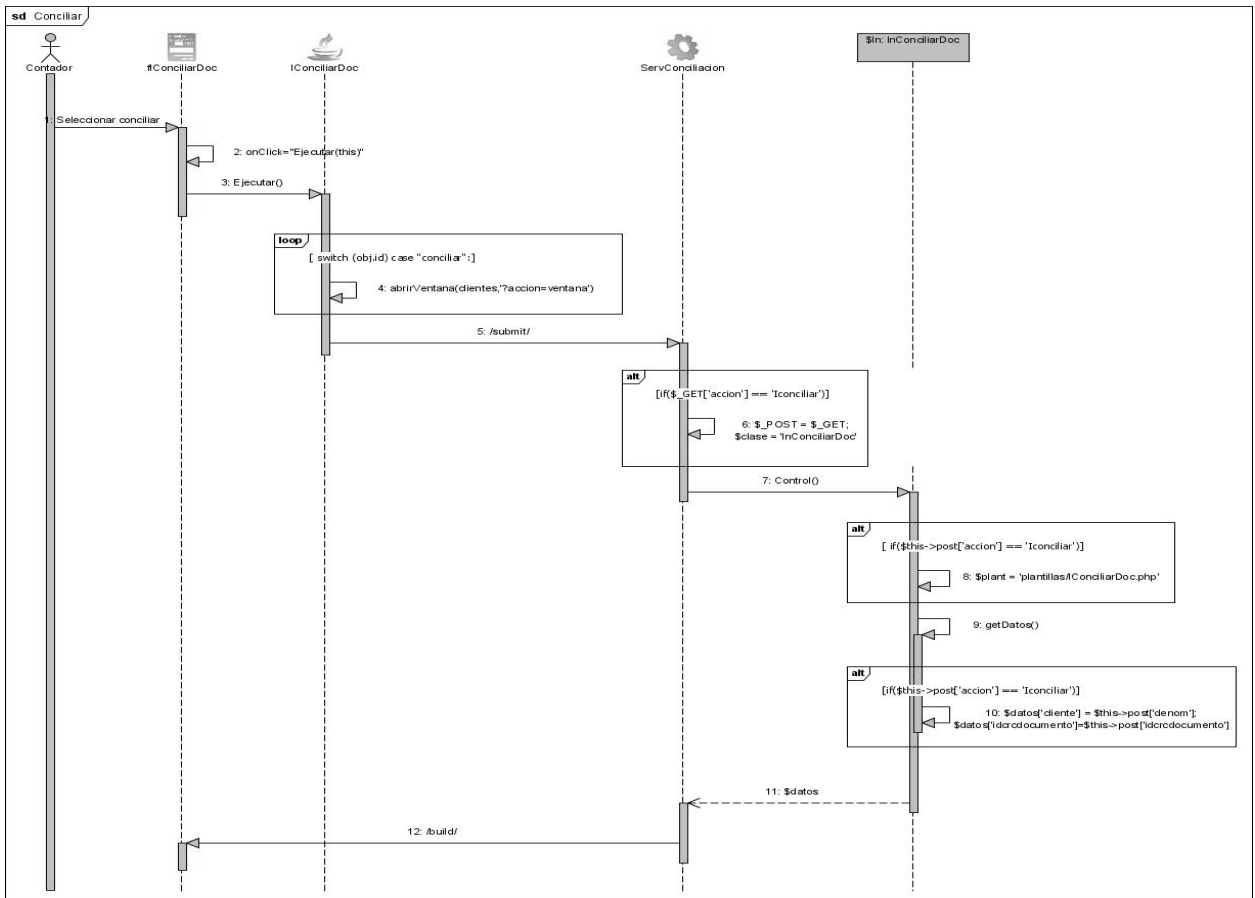 sd Conciliar
Contador
fIConciliarDoc
IConciliarDoc
ServConciliacion
$In: InConciliarDoc
1: Seleccionar conciliar
2: onClick="Ejecutar(this)"
3: Ejecutar()
loop
[ switch (obj.id) case "conciliar":]
4: abrirVentana(clientes,'?accion=ventana')
5: /submit/
alt
[if($_GET['accion'] == 'Iconciliar')]
6: $_POST = $_GET;
$clase = 'InConciliarDoc'
7: Control()
alt
[ if($this->post['accion'] == 'Iconciliar')]
8: $plant = 'plantillas/IConciliarDoc.php'
9: getDatos()
alt
[if($this->post['accion'] == 'Iconciliar')]
10: $datos['cliente'] = $this->post['denom'];
$datos['idcrcdocumento']=$this->post['idcrcdocumento']
11: $datos
12: /build/